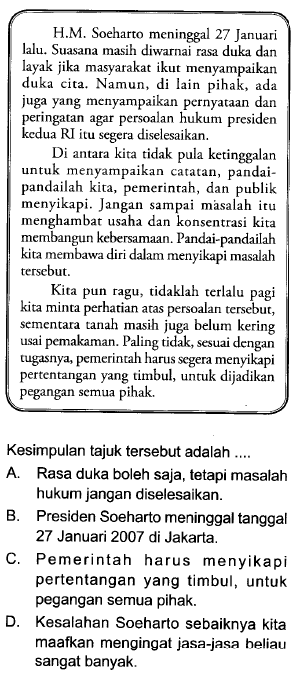 H.M. Soeharto meninggal 27 Januari
lalu. Suasana masih diwarnai rasa duka dan
layak jika masyarakat ikut menyampaikan
duka cita. Namun, di lain pihak, ada
juga yang menyampaikan pernyataan dan
peringatan agar persoalan hukum presiden
kedua RI itu segera diselesaikan.
Di antara kita tidak pula ketinggalan
untuk menyampaikan catatan, pandai-
pandailah kita, pemerintah, dan publik
menyikapi. Jangan sampai masalah itu
menghambat usaha dan konsentrasi kita
membangun kebersamaan. Pandai-pandailah
kita membawa diri dalam menyikapi masalah
tersebut.
Kita pun ragu, tidaklah terlalu pagi
kita minta perhatian atas persoalan tersebut,
sementara tanah masih juga belum kering
usai pemakaman. Paling tidak, sesuai dengan
tugasnya, pemerintah harus segera menyikapi
pertentangan yang timbul, untuk dijadikan
pegangan semua pihak.
Kesimpulan tajuk tersebut adalah ....
A. Rasa duka boleh saja, tetapi masalah
hukum jangan diselesaikan.
B. Presiden Soeharto meninggal tanggal
27 Januari 2007 di Jakarta.
C. Pemerintah harus menyikapi
pertentangan yang timbul, untuk
pegangan semua pihak.
D. Kesalahan Soeharto sebaiknya kita
maafkan mengingat jasa-jasa beliau
sangat banyak.